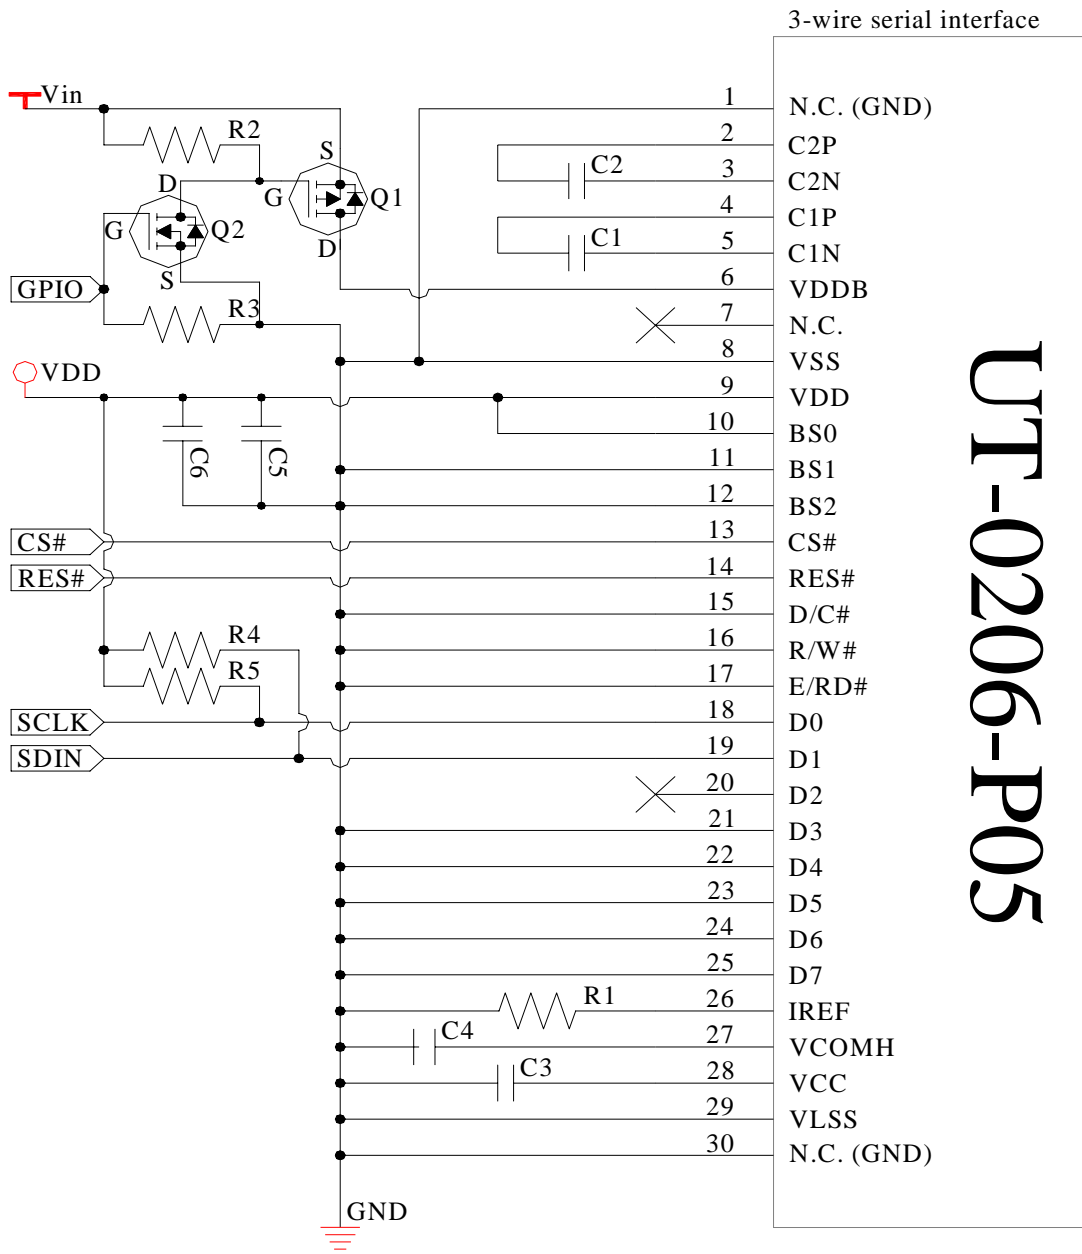 3-wire serial interface
Vin
R2
S
G
Q1
D
D
G
Q2
S
GPIO
R3
VDD
C6
C5
CS#
RES#
R4
R5
SCLK
SDIN
C2
C1
R1
C4
C3
GND
1 N.C. (GND)
2 C2P
3 C2N
4 C1P
5 C1N
6 VDDB
7 N.C.
8 VSS
9 VDD
10 BS0
11 BS1
12 BS2
13 CS#
14 RES#
15 D/C#
16 R/W#
17 E/RD#
18 D0
19 D1
20 D2
21 D3
22 D4
23 D5
24 D6
25 D7
26 IREF
27 VCOMH
28 VCC
29 VLSS
30 N.C. (GND)
UT-0206-P05